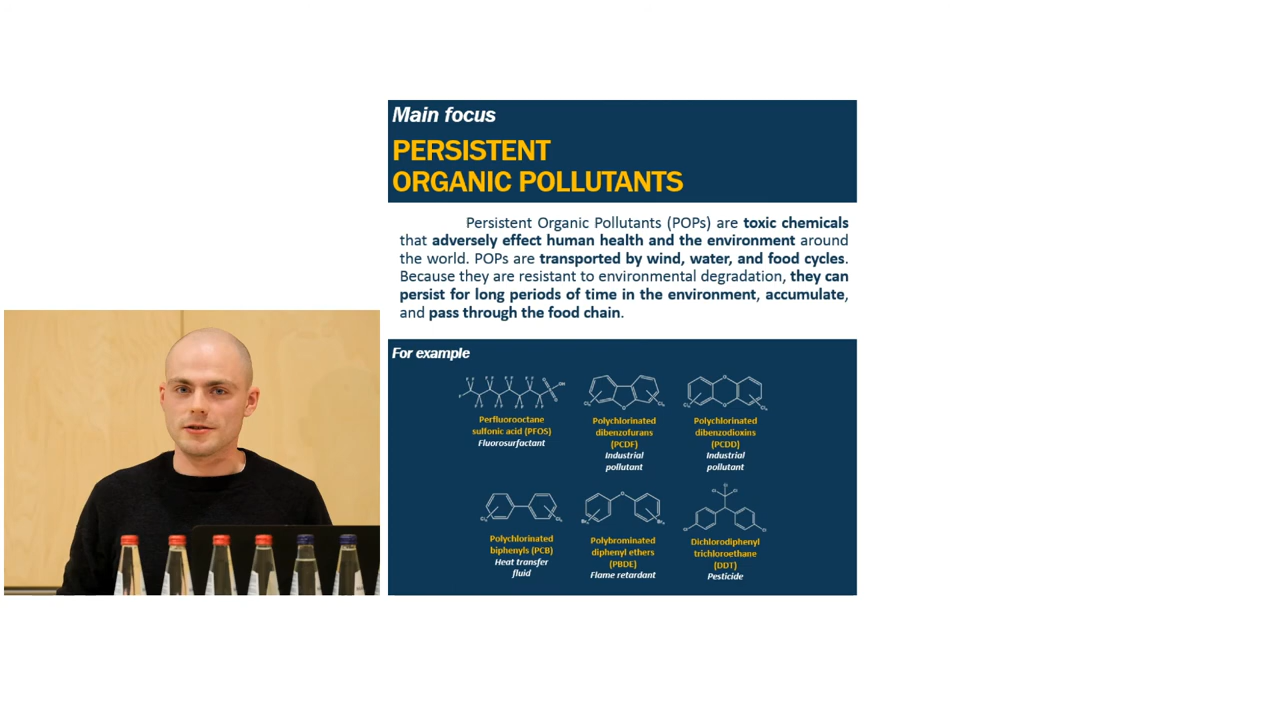 Main focus
PERSISTENT
ORGANIC POLLUTANTS
Persistent Organic Pollutants (POPs) are toxic chemicals
that adversely effect human health and the environment around
the world. POPs are transported by wind, water, and food cycles.
Because they are resistant to environmental degradation, they can
persist for long periods of time in the environment, accumulate,
and pass through the food chain.
For example
Perfluorooctane
sulfonic acid (PFOS)
Fluorosurfactant
Polychlorinated
dibenzofurans
(PCDF)
Industrial
pollutant
Polychlorinated
dibenzodioxins
(PCDD)
Industrial
pollutant
Polychlorinated
biphenyls (PCB)
Heat transfer
fluid
Polybrominated
diphenyl ethers
(PBDE)
Flame retardant
Dichlorodiphenyl
trichloroethane
(DDT)
Pesticide